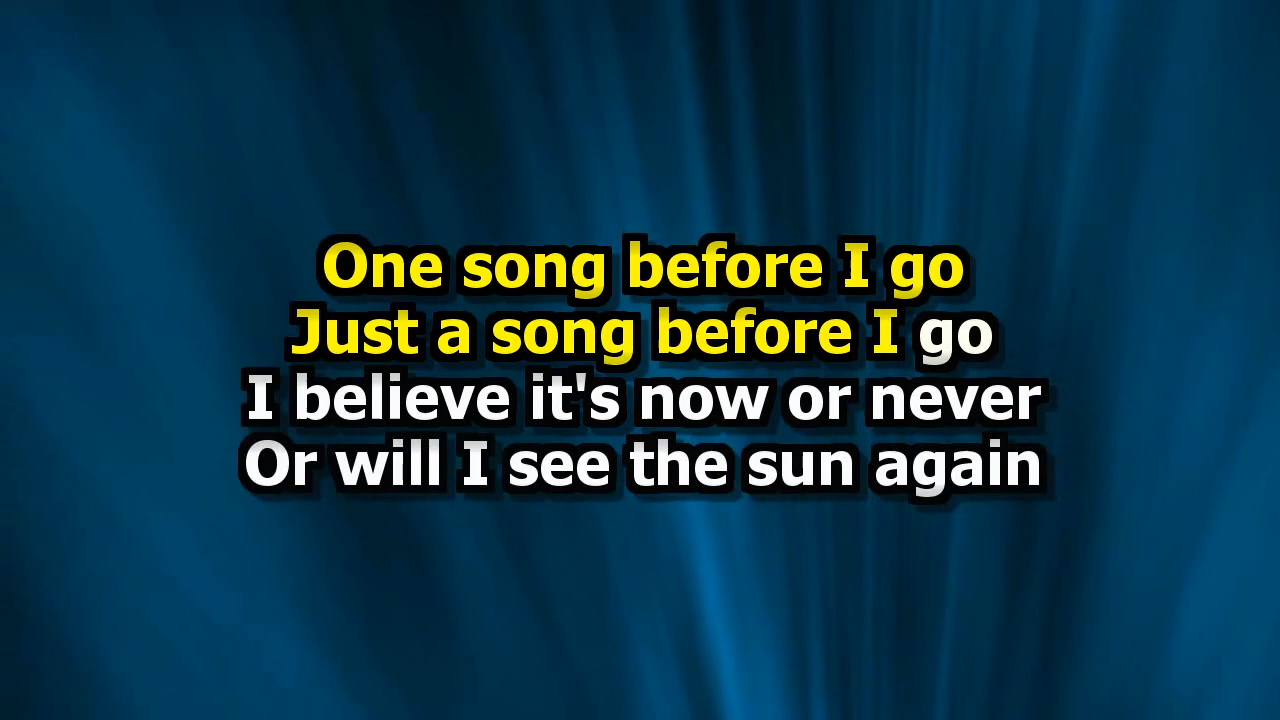 One song before I go
Just a song before I go
I believe it's now or never
Or will I see the sun again